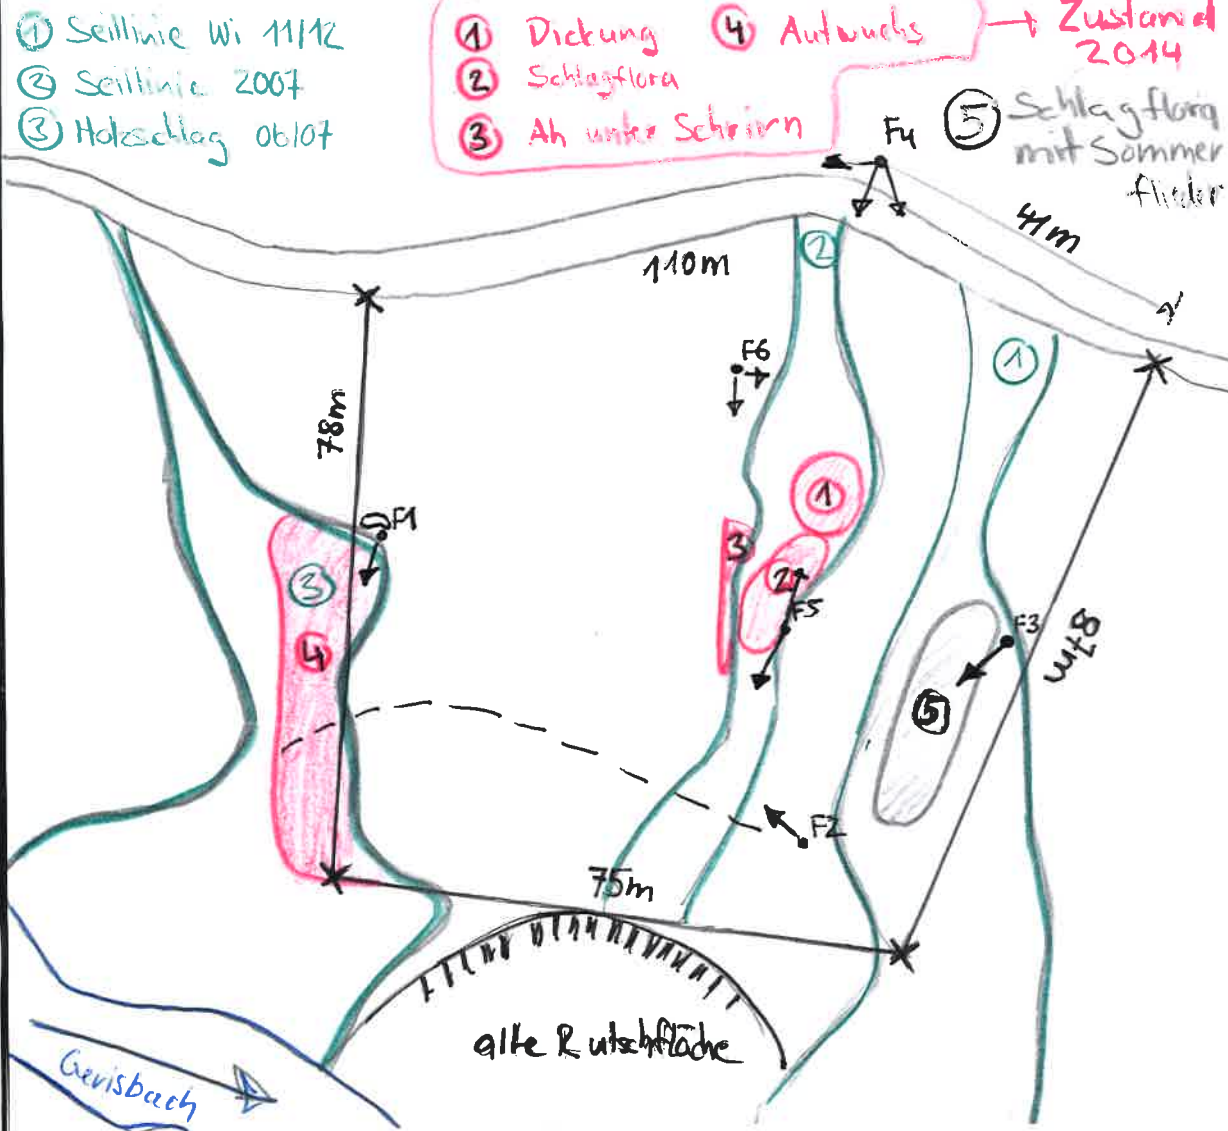 ① Seillinie Wi 11/12
② Seillinie 2007
③ Holzschlag 06/07
① Dickung ④ Aufwuchs → Zustand 2014
② Schlagflora
③ Ah unter Schirm
⑤ Schlagflora
mit Sommer
flieder
F4
41m
110m
②
①
F6
78m
①
F1
3
③
2
F5
④
F3
87m
⑤
F2
75m
alte Rutschfläche
Gerisbach